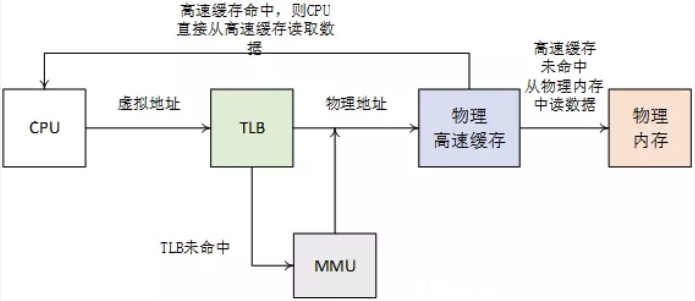 高速缓存命中，则CPU
直接从高速缓存读取数
据
高速缓存
未命中
从物理内存
中读数据
CPU
虚拟地址
TLB
物理地址
物理
高速缓存
物理
内存
TLB未命中
MMU